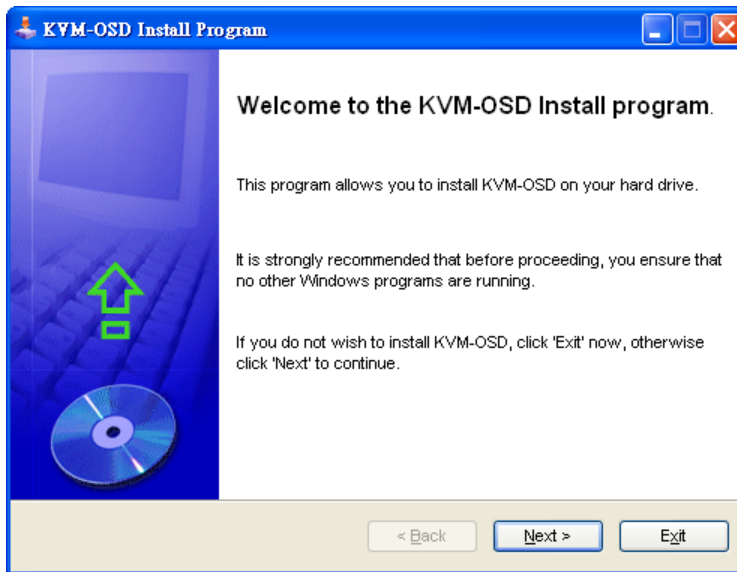 KVM-OSD Install Program
Welcome to the KVM-OSD Install program.
This program allows you to install KVM-OSD on your hard drive.
It is strongly recommended that before proceeding, you ensure that
no other Windows programs are running.
If you do not wish to install KVM-OSD, click 'Exit' now, otherwise
click 'Next' to continue.
< Back
Next >
Exit